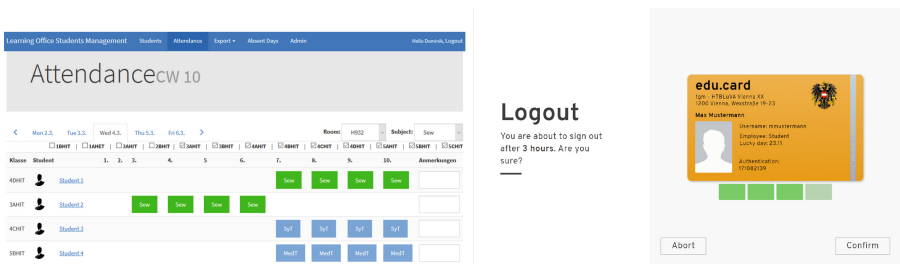 Learning Office Students Management Students Attendance Export Absent Days Admin Hello Dominik, Logout
AttendanceCW 10
Mon 2.3. Tue 3.3. Wed 4.3. Thu 5.3. Fri 6.3. Room: H932 Subject: Sew
1BHIT | 1AHET | 2AHIT | 2BHIT | 3AHIT | 3BHIT | 4AHIT | 4BHIT | 4CHIT | 4DHIT | 5AHIT | 5BHIT | 5CHIT
Klasse Student 1. 2. 3. 4. 5 6. 7. 8. 9. 10. Anmerkungen
4DHIT Student 1 Sew Sew Sew Sew
3AHIT Student 2 Sew Sew Sew Sew
4CHIT Student 3 SyT SyT SyT SyT
5BHIT Student 4 MedT MedT MedT MedT
Logout
You are about to sign out
after 3 hours. Are you
sure?
edu.card
tgm - HTBLuVA Vienna XX
1200 Vienna, Wexstraße 19-23
Max Mustermann
Username: mmustermann
Employee: Student
Lucky day: 23.11
Authentication:
171082139
Abort Confirm